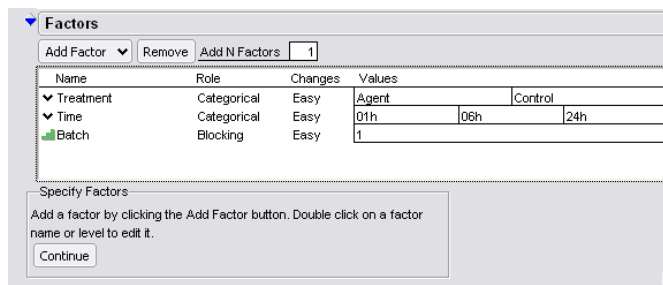 Factors
Add Factor Remove Add N Factors 1
Name Role Changes Values
Treatment Categorical Easy Agent Control
Time Categorical Easy 01h 06h 24h
Batch Blocking Easy 1
Specify Factors
Add a factor by clicking the Add Factor button. Double click on a factor
name or level to edit it.
Continue